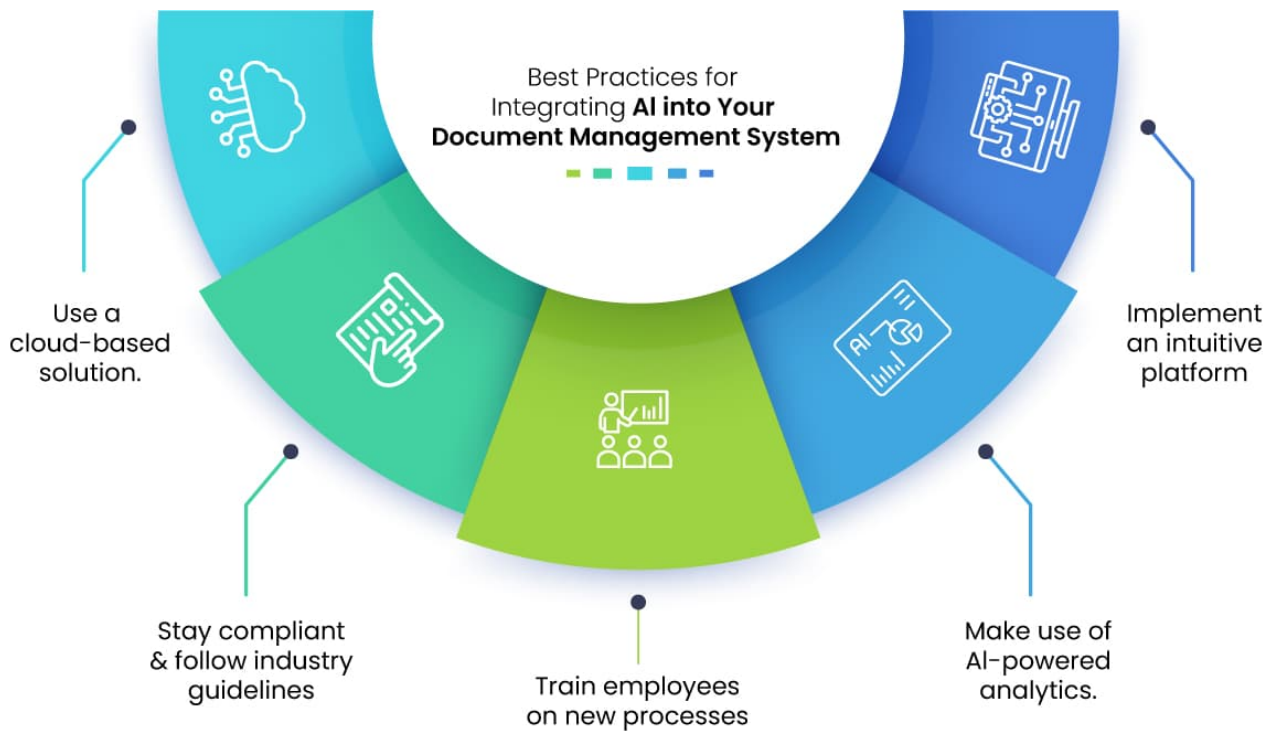 Best Practices for
Integrating AI into Your
Document Management System
Use a
cloud-based
solution.
Stay compliant
& follow industry
guidelines
Train employees
on new processes
AI
Make use of
AI-powered
analytics.
Implement
an intuitive
platform